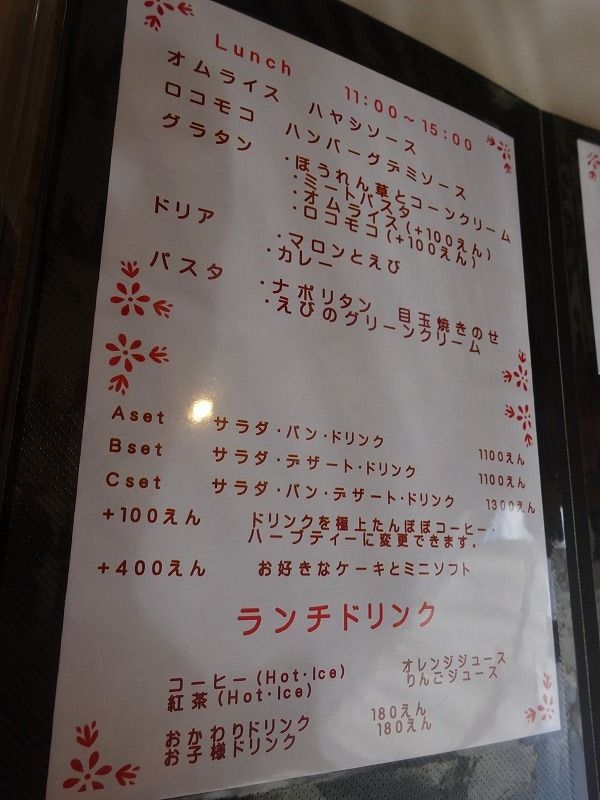 Lunch 11:00～15:00
オムライス ハヤシソース
ロコモコ ハンバーグデミソース
グラタン ・ほうれん草とコーンクリーム
・ミートパスタ
・オムライス(+100えん)
・ロコモコ(+100えん)
ドリア ・マロンとえび
・カレー
パスタ ・ナポリタン 目玉焼きのせ
・えびのグリーンクリーム
Aset サラダ・パン・ドリンク 1100えん
Bset サラダ・デザート・ドリンク 1100えん
Cset サラダ・パン・デザート・ドリンク 1300えん
+100えん ドリンクを極上たんぽぽコーヒー・
ハーブティーに変更できます。
+400えん お好きなケーキとミニソフト
ランチドリンク
コーヒー(Hot・Ice) オレンジジュース
紅茶(Hot・Ice) りんごジュース
おかわりドリンク 180えん
お子様ドリンク 180えん